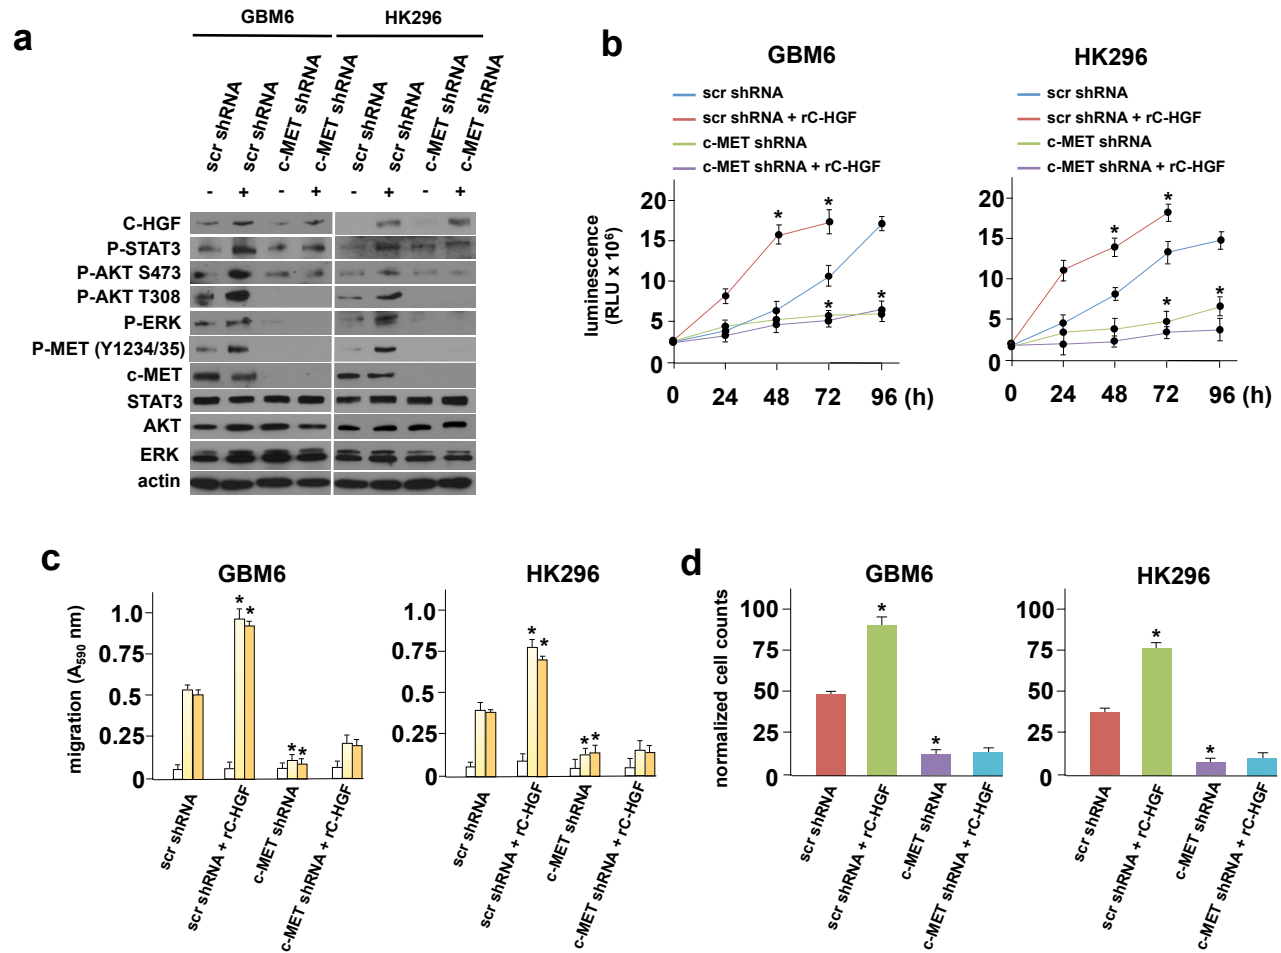 a
GBM6
HK296
scr shRNA
scr shRNA
c-MET shRNA
c-MET shRNA
scr shRNA
scr shRNA
c-MET shRNA
c-MET shRNA
- + - + - + - +
C-HGF
P-STAT3
P-AKT S473
P-AKT T308
P-ERK
P-MET (Y1234/35)
c-MET
STAT3
AKT
ERK
actin
b
GBM6
scr shRNA
scr shRNA + rC-HGF
c-MET shRNA
c-MET shRNA + rC-HGF
luminescence
(RLU x 10⁶)
20
15
10
5
0
* * * *
0 24 48 72 96 (h)
HK296
scr shRNA
scr shRNA + rC-HGF
c-MET shRNA
c-MET shRNA + rC-HGF
20
15
10
5
0
* * * *
0 24 48 72 96 (h)
c
GBM6
migration (A₅₉₀ nm)
1.0
0.75
0.5
0.25
0
* * * *
scr shRNA
scr shRNA + rC-HGF
c-MET shRNA
c-MET shRNA + rC-HGF
HK296
1.0
0.75
0.5
0.25
0
* * * *
scr shRNA
scr shRNA + rC-HGF
c-MET shRNA
c-MET shRNA + rC-HGF
d
GBM6
normalized cell counts
100
75
50
25
0
* *
scr shRNA
scr shRNA + rC-HGF
c-MET shRNA
c-MET shRNA + rC-HGF
HK296
100
75
50
25
0
* *
scr shRNA
scr shRNA + rC-HGF
c-MET shRNA
c-MET shRNA + rC-HGF